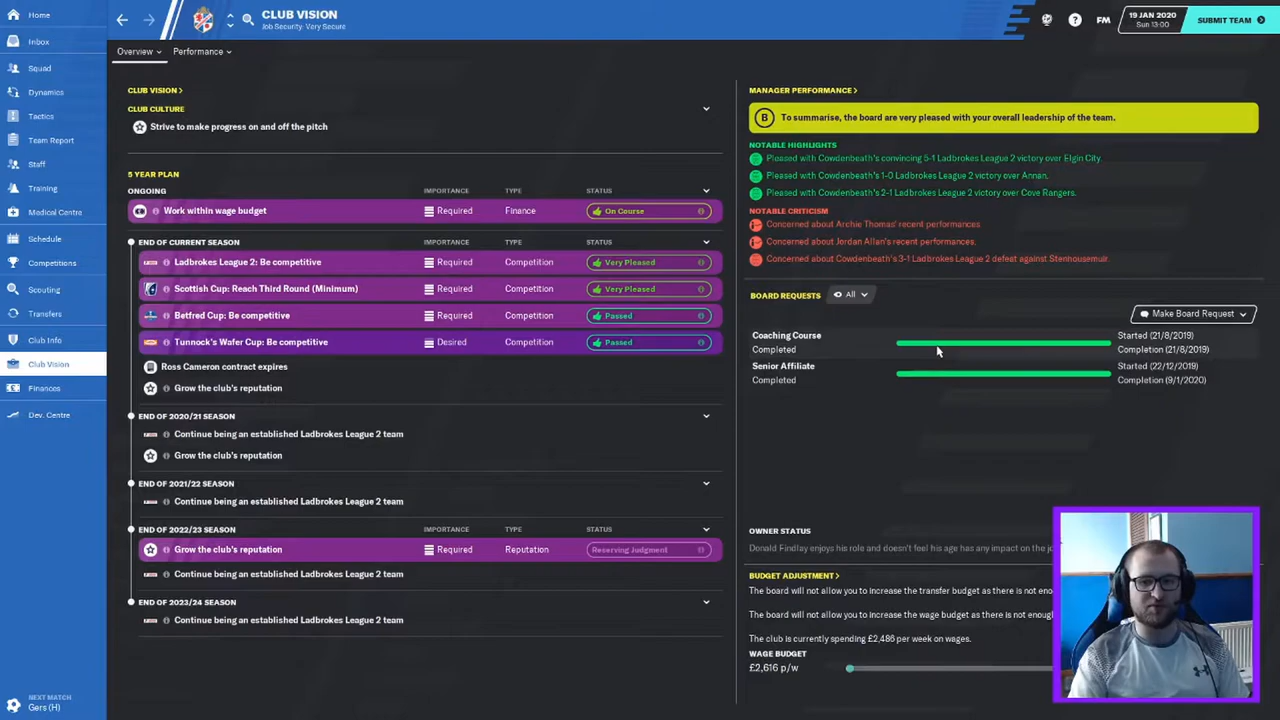 Home
Inbox
Squad
Dynamics
Tactics
Team Report
Staff
Training
Medical Centre
Schedule
Competitions
Scouting
Transfers
Club Info
Club Vision
Finances
Dev. Centre
NEXT MATCH
Gers (H)
CLUB VISION
Job Security: Very Secure
FM
19 JAN 2020
Sun 13:00
SUBMIT TEAM
Overview
Performance
CLUB VISION >
CLUB CULTURE
Strive to make progress on and off the pitch
5 YEAR PLAN
ONGOING IMPORTANCE TYPE STATUS
Work within wage budget Required Finance On Course
END OF CURRENT SEASON IMPORTANCE TYPE STATUS
Ladbrokes League 2: Be competitive Required Competition Very Pleased
Scottish Cup: Reach Third Round (Minimum) Required Competition Very Pleased
Betfred Cup: Be competitive Required Competition Passed
Tunnock's Wafer Cup: Be competitive Desired Competition Passed
Ross Cameron contract expires
Grow the club's reputation
END OF 2020/21 SEASON
Continue being an established Ladbrokes League 2 team
Grow the club's reputation
END OF 2021/22 SEASON
Continue being an established Ladbrokes League 2 team
END OF 2022/23 SEASON IMPORTANCE TYPE STATUS
Grow the club's reputation Required Reputation Reserving Judgment
Continue being an established Ladbrokes League 2 team
END OF 2023/24 SEASON
Continue being an established Ladbrokes League 2 team
MANAGER PERFORMANCE >
B To summarise, the board are very pleased with your overall leadership of the team.
NOTABLE HIGHLIGHTS
Pleased with Cowdenbeath's convincing 5-1 Ladbrokes League 2 victory over Elgin City.
Pleased with Cowdenbeath's 1-0 Ladbrokes League 2 victory over Annan.
Pleased with Cowdenbeath's 2-1 Ladbrokes League 2 victory over Cove Rangers.
NOTABLE CRITICISM
Concerned about Archie Thomas' recent performances
Concerned about Jordan Allan's recent performances.
Concerned about Cowdenbeath's 3-1 Ladbrokes League 2 defeat against Stenhousemuir.
BOARD REQUESTS All
Make Board Request
Coaching Course Started (21/8/2019)
Completed Completion (21/8/2019)
Senior Affiliate Started (22/12/2019)
Completed Completion (9/1/2020)
OWNER STATUS
Donald Findlay enjoys his role and doesn't feel his age has any impact on the
BUDGET ADJUSTMENT >
The board will not allow you to increase the transfer budget as there is not
The board will not allow you to increase the wage budget as there is not
The club is currently spending £2,486 per week on wages.
WAGE BUDGET
£2,616 p/w